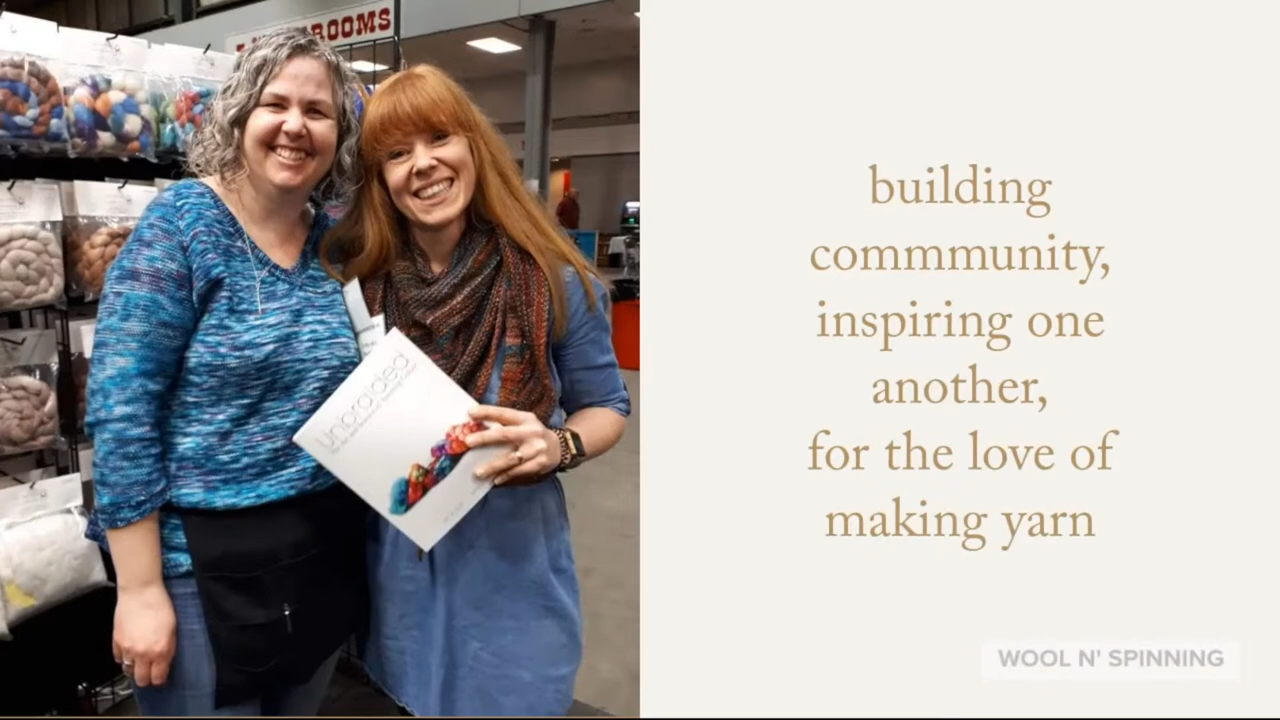 ROOMS
Unbraided
building
commmunity,
inspiring one
another,
for the love of
making yarn
WOOL N' SPINNING